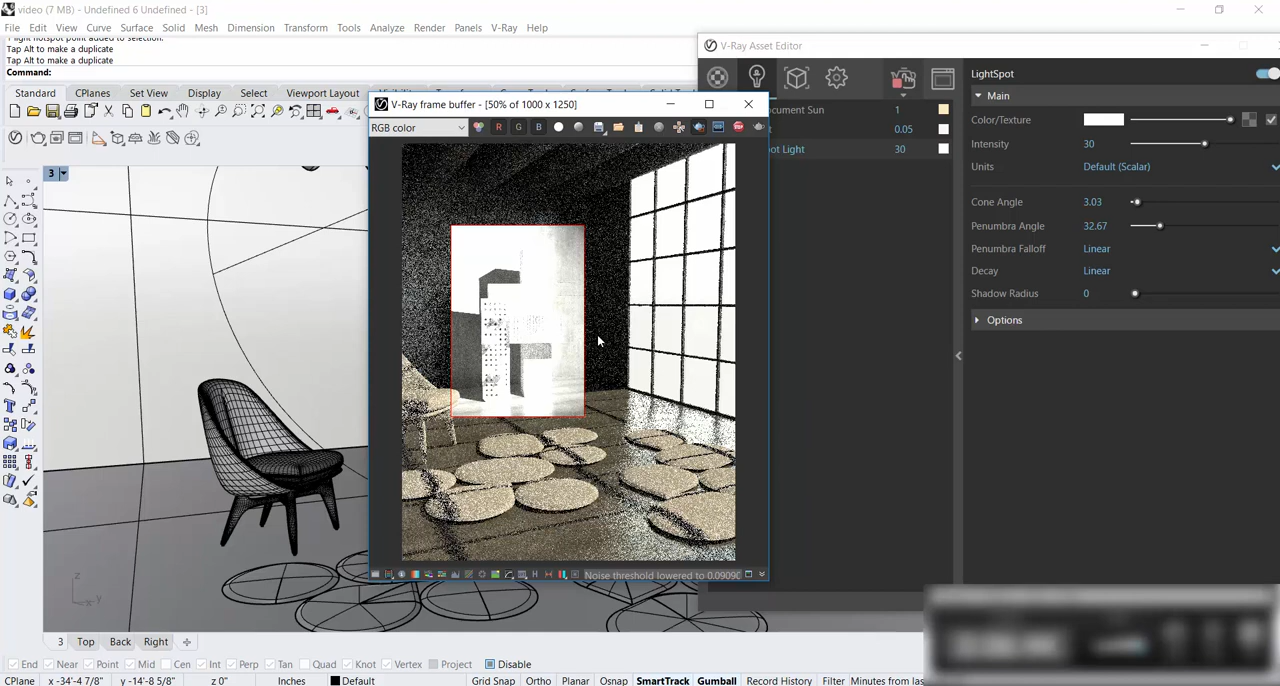 video (7 MB) - Undefined 6 Undefined - [3]
File Edit View Curve Surface Solid Mesh Dimension Transform Tools Analyze Render Panels V-Ray Help
Tap Alt to make a duplicate
Tap Alt to make a duplicate
Command:
Standard CPlanes Set View Display Select Viewport Layout
3
V-Ray Asset Editor
V-Ray frame buffer - [50% of 1000 x 1250]
RGB color
R G B
ocument Sun 1
0.05
pot Light 30
LightSpot
Main
Color/Texture
Intensity 30
Units Default (Scalar)
Cone Angle 3.03
Penumbra Angle 32.67
Penumbra Falloff Linear
Decay Linear
Shadow Radius 0
Options
Noise threshold lowered to 0.0909
z
x y
3 Top Back Right
End Near Point Mid Cen Int Perp Tan Quad Knot Vertex Project Disable
CPlane x -34'-4 7/8" y -14'-8 5/8" z 0" Inches Default Grid Snap Ortho Planar Osnap SmartTrack Gumball Record History Filter Minutes from las